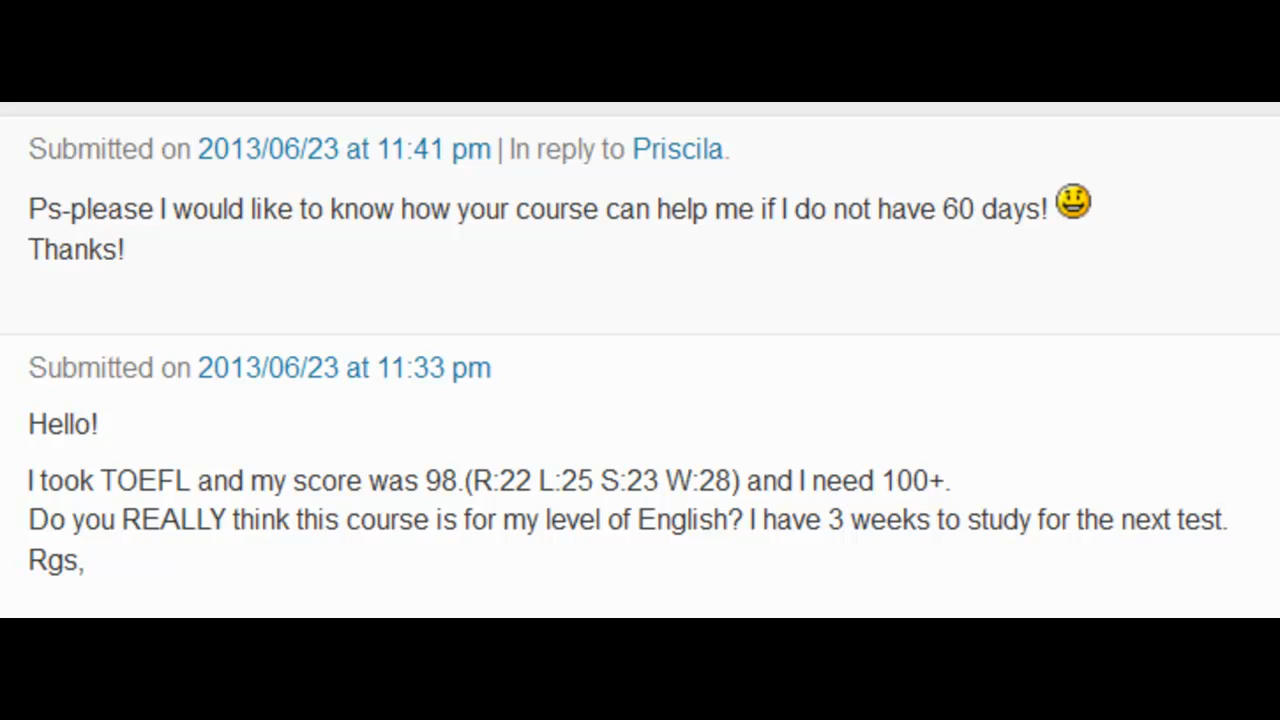 Submitted on 2013/06/23 at 11:41 pm | In reply to Priscila.
Ps-please I would like to know how your course can help me if I do not have 60 days!
Thanks!
Submitted on 2013/06/23 at 11:33 pm
Hello!
I took TOEFL and my score was 98.(R:22 L:25 S:23 W:28) and I need 100+.
Do you REALLY think this course is for my level of English? I have 3 weeks to study for the next test.
Rgs,